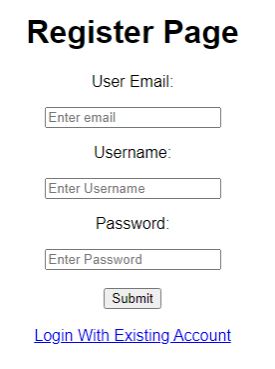 Register Page
User Email:
Enter email
Username:
Enter Username
Password:
Enter Password
Submit
Login With Existing Account